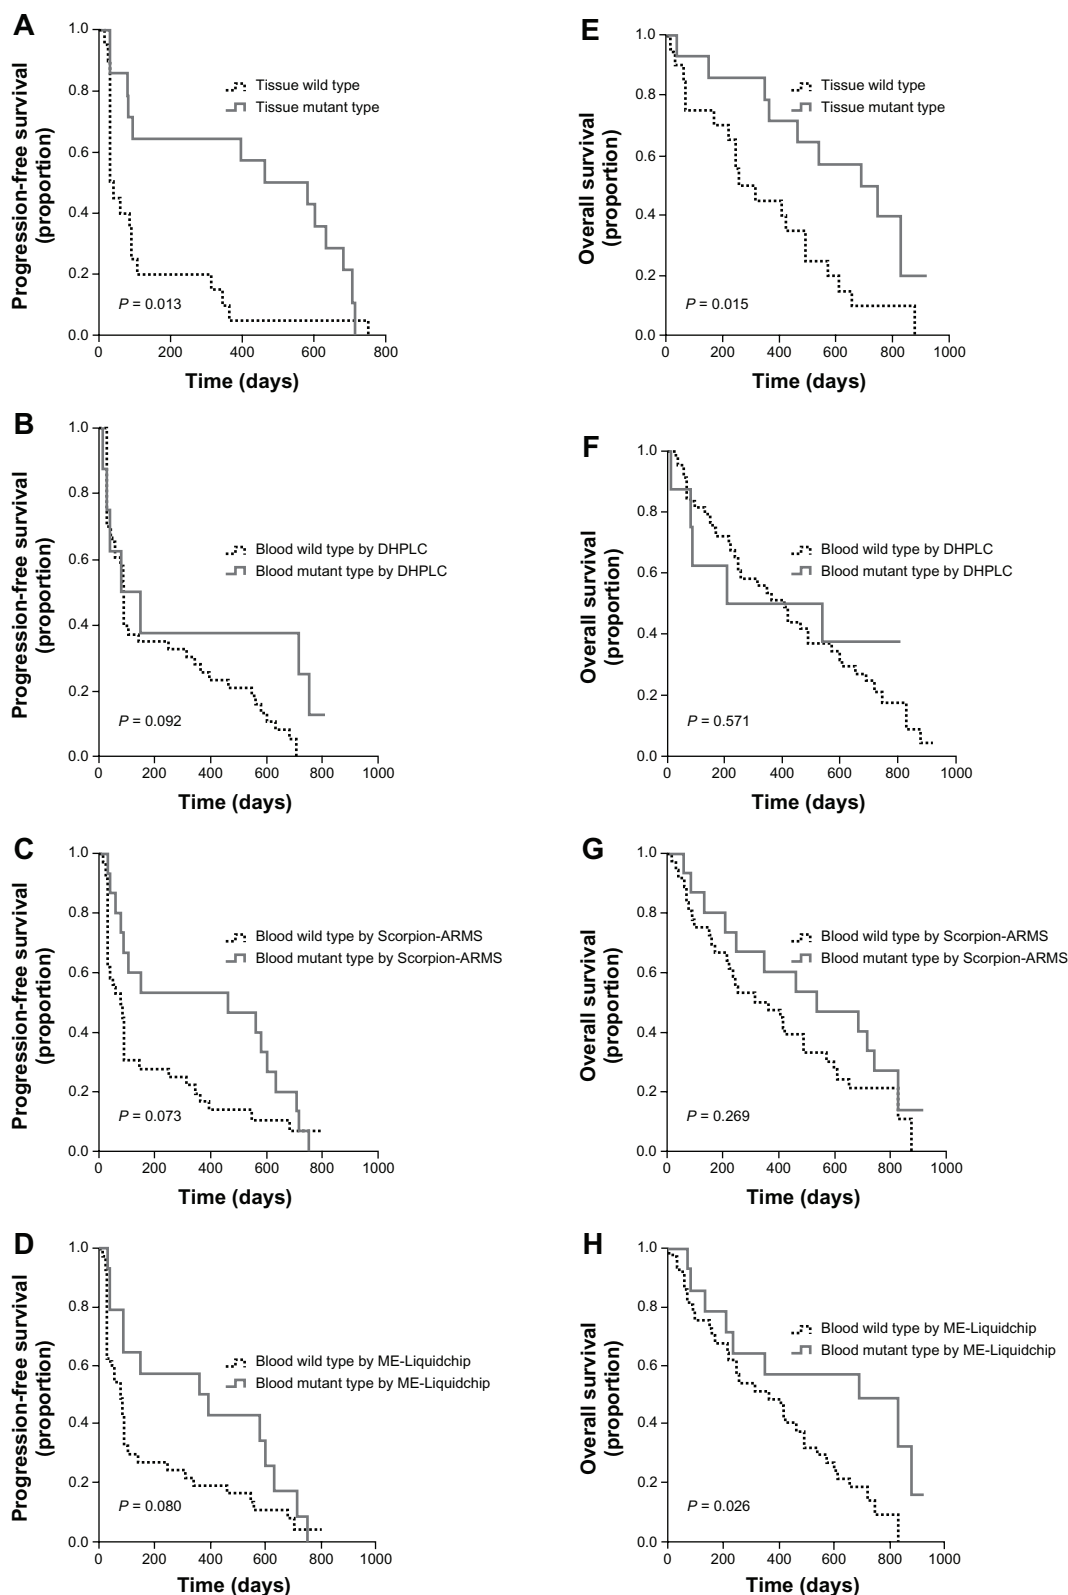 A
Progression-free survival
(proportion)
1.0
0.8
0.6
0.4
0.2
0.0
Tissue wild type
Tissue mutant type
P = 0.013
0 200 400 600 800
Time (days)
E
Overall survival
(proportion)
1.0
0.8
0.6
0.4
0.2
0.0
Tissue wild type
Tissue mutant type
P = 0.015
0 200 400 600 800 1000
Time (days)
B
Progression-free survival
(proportion)
1.0
0.8
0.6
0.4
0.2
0.0
Blood wild type by DHPLC
Blood mutant type by DHPLC
P = 0.092
0 200 400 600 800 1000
Time (days)
F
Overall survival
(proportion)
1.0
0.8
0.6
0.4
0.2
0.0
Blood wild type by DHPLC
Blood mutant type by DHPLC
P = 0.571
0 200 400 600 800 1000
Time (days)
C
Progression-free survival
(proportion)
1.0
0.8
0.6
0.4
0.2
0.0
Blood wild type by Scorpion-ARMS
Blood mutant type by Scorpion-ARMS
P = 0.073
0 200 400 600 800 1000
Time (days)
G
Overall survival
(proportion)
1.0
0.8
0.6
0.4
0.2
0.0
Blood wild type by Scorpion-ARMS
Blood mutant type by Scorpion-ARMS
P = 0.269
0 200 400 600 800 1000
Time (days)
D
Progression-free survival
(proportion)
1.0
0.8
0.6
0.4
0.2
0.0
Blood wild type by ME-Liquidchip
Blood mutant type by ME-Liquidchip
P = 0.080
0 200 400 600 800 1000
Time (days)
H
Overall survival
(proportion)
1.0
0.8
0.6
0.4
0.2
0.0
Blood wild type by ME-Liquidchip
Blood mutant type by ME-Liquidchip
P = 0.026
0 200 400 600 800 1000
Time (days)